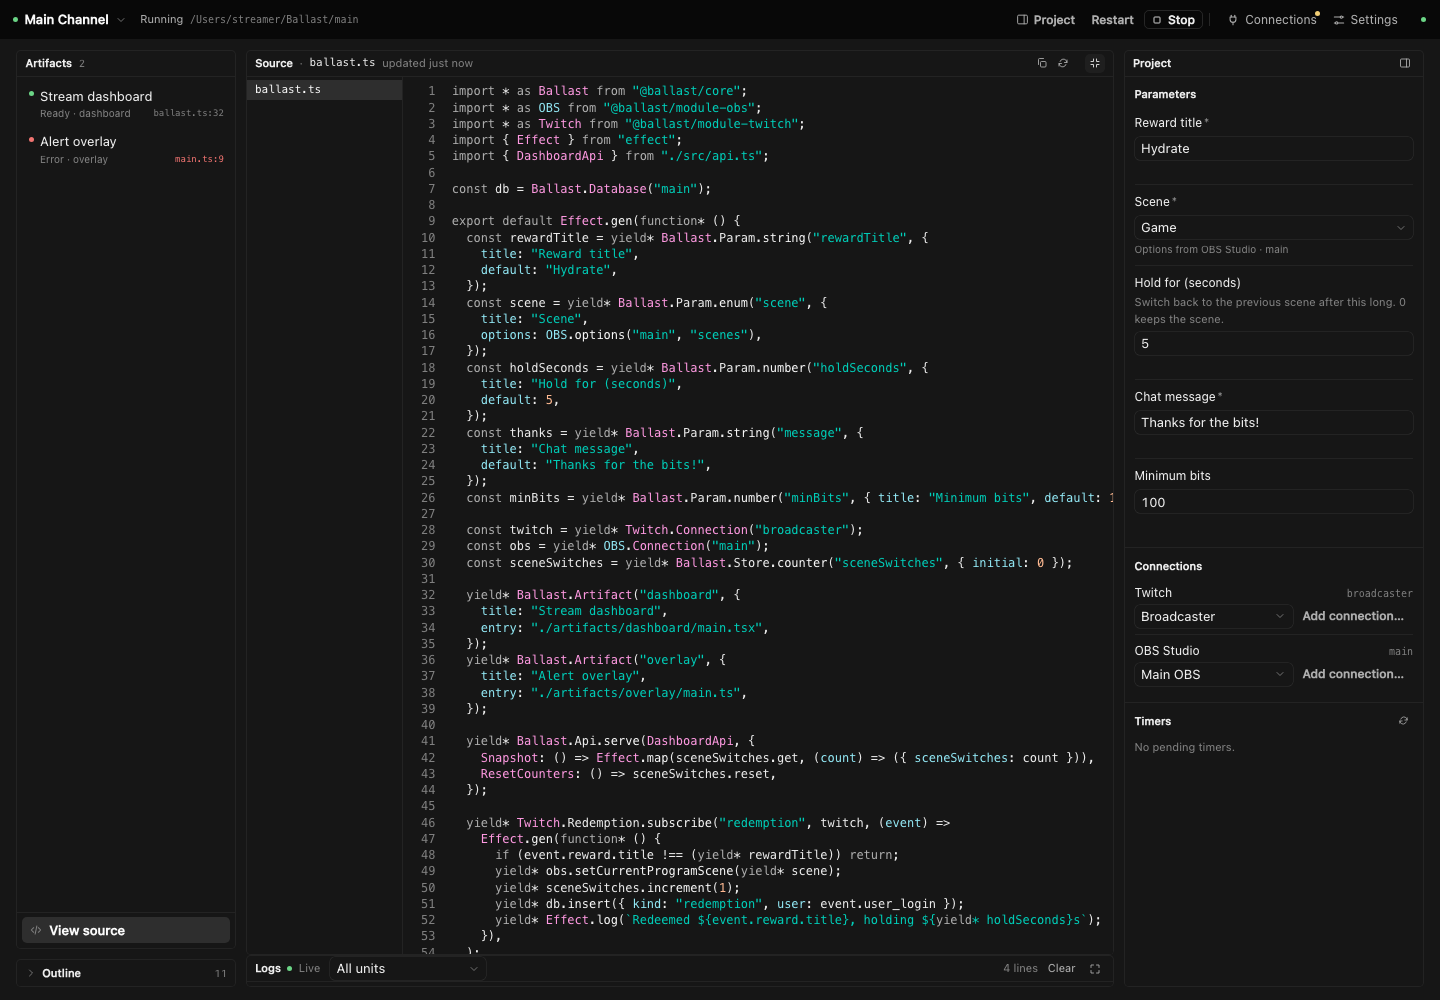 Main Channel
Running /Users/streamer/Ballast/main
Project
Restart
Stop
Connections
Settings
Artifacts 2
Stream dashboard
Ready · dashboard ballast.ts:32
Alert overlay
Error · overlay main.ts:9
View source
Outline 11
Source · ballast.ts updated just now
ballast.ts
1 import * as Ballast from "@ballast/core";
2 import * as OBS from "@ballast/module-obs";
3 import * as Twitch from "@ballast/module-twitch";
4 import { Effect } from "effect";
5 import { DashboardApi } from "./src/api.ts";
6
7 const db = Ballast.Database("main");
8
9 export default Effect.gen(function* () {
10 const rewardTitle = yield* Ballast.Param.string("rewardTitle", {
11 title: "Reward title",
12 default: "Hydrate",
13 });
14 const scene = yield* Ballast.Param.enum("scene", {
15 title: "Scene",
16 options: OBS.options("main", "scenes"),
17 });
18 const holdSeconds = yield* Ballast.Param.number("holdSeconds", {
19 title: "Hold for (seconds)",
20 default: 5,
21 });
22 const thanks = yield* Ballast.Param.string("message", {
23 title: "Chat message",
24 default: "Thanks for the bits!",
25 });
26 const minBits = yield* Ballast.Param.number("minBits", { title: "Minimum bits", default: 1
27
28 const twitch = yield* Twitch.Connection("broadcaster");
29 const obs = yield* OBS.Connection("main");
30 const sceneSwitches = yield* Ballast.Store.counter("sceneSwitches", { initial: 0 });
31
32 yield* Ballast.Artifact("dashboard", {
33 title: "Stream dashboard",
34 entry: "./artifacts/dashboard/main.tsx",
35 });
36 yield* Ballast.Artifact("overlay", {
37 title: "Alert overlay",
38 entry: "./artifacts/overlay/main.ts",
39 });
40
41 yield* Ballast.Api.serve(DashboardApi, {
42 Snapshot: () => Effect.map(sceneSwitches.get, (count) => ({ sceneSwitches: count })),
43 ResetCounters: () => sceneSwitches.reset,
44 });
45
46 yield* Twitch.Redemption.subscribe("redemption", twitch, (event) =>
47 Effect.gen(function* () {
48 if (event.reward.title !== (yield* rewardTitle)) return;
49 yield* obs.setCurrentProgramScene(yield* scene);
50 yield* sceneSwitches.increment(1);
51 yield* db.insert({ kind: "redemption", user: event.user_login });
52 yield* Effect.log(`Redeemed ${event.reward.title}, holding ${yield* holdSeconds}s`);
53 }),
54 );
Logs Live All units 4 lines Clear
Project
Parameters
Reward title *
Hydrate
Scene *
Game
Options from OBS Studio · main
Hold for (seconds)
Switch back to the previous scene after this long. 0
keeps the scene.
5
Chat message *
Thanks for the bits!
Minimum bits
100
Connections
Twitch broadcaster
Broadcaster Add connection...
OBS Studio main
Main OBS Add connection...
Timers
No pending timers.